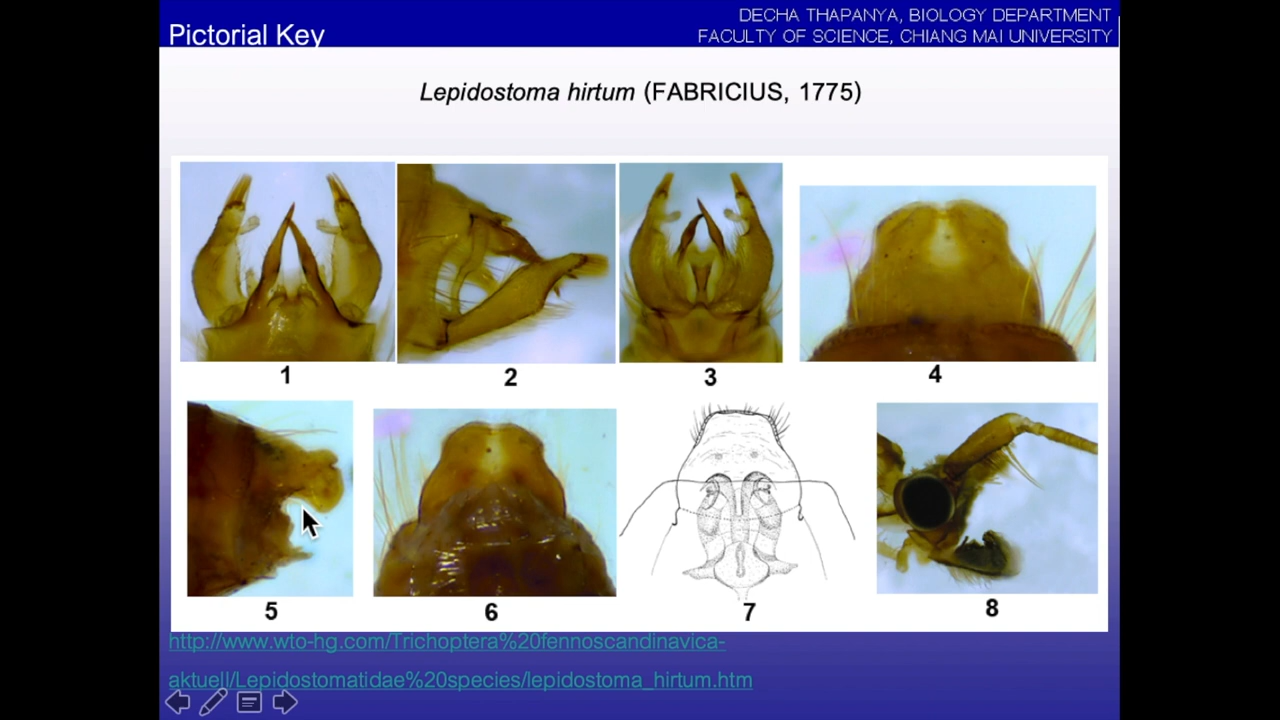 DECHA THAPANYA, BIOLOGY DEPARTMENT
Pictorial Key
FACULTY OF SCIENCE, CHIANG MAI UNIVERSITY
Lepidostoma hirtum (FABRICIUS, 1775)
1
2
3
4
5
6
7
8
http://www.wto-hg.com/Trichoptera%20fennoscandinavica-
aktuell/Lepidostomatidae%20species/lepidostoma_hirtum.htm